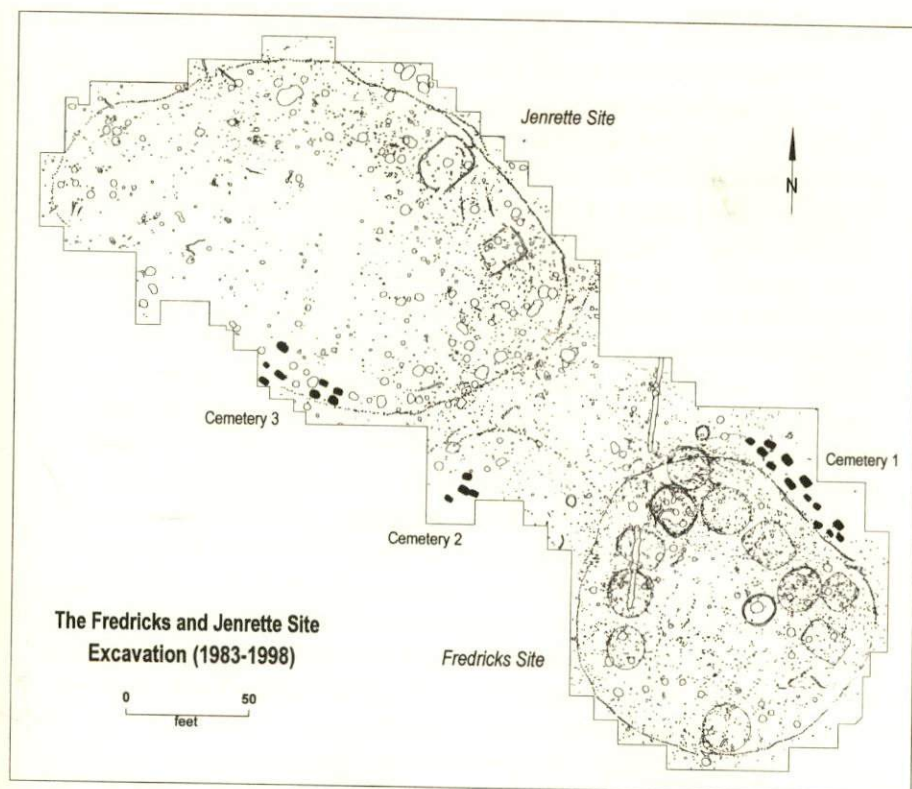 Jenrette Site
N
Cemetery 3
Cemetery 1
Cemetery 2
The Fredricks and Jenrette Site
Excavation (1983-1998)
Fredricks Site
0 50
feet